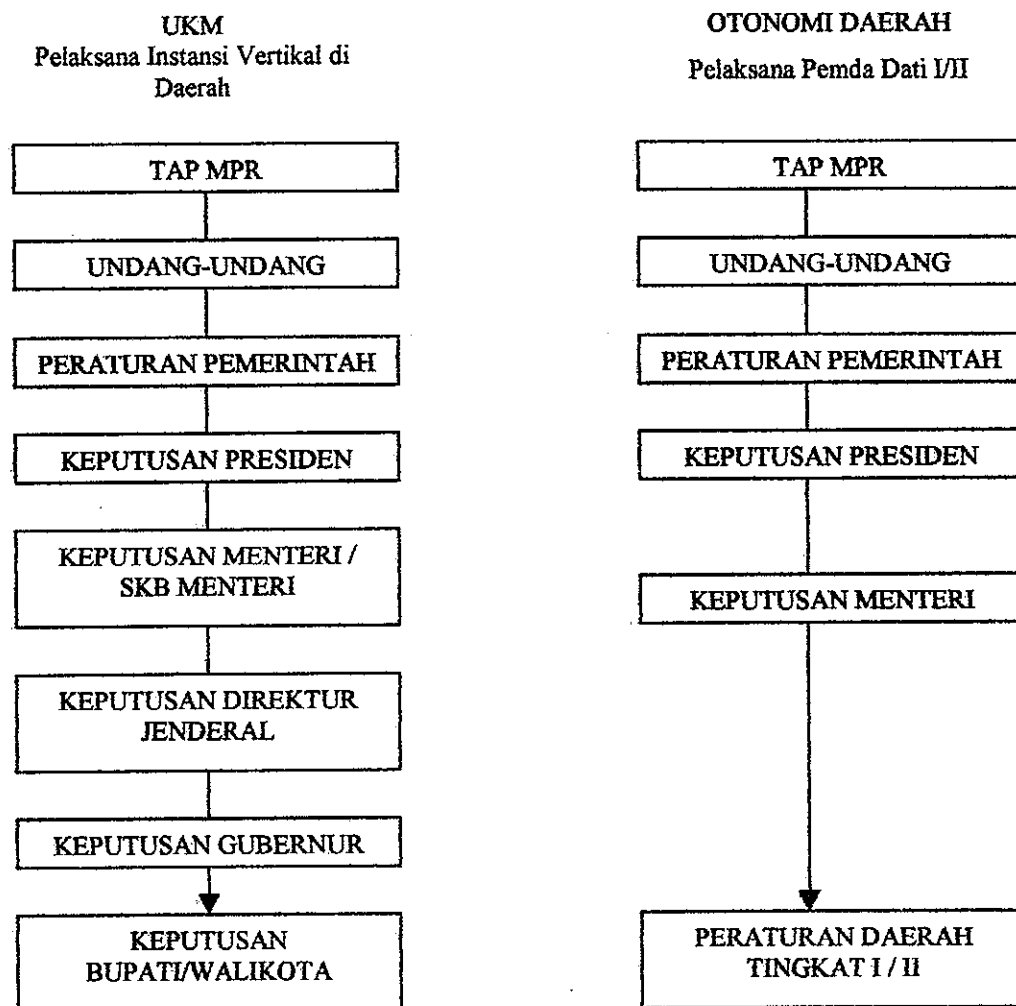 UKM
Pelaksana Instansi Vertikal di
Daerah
TAP MPR
UNDANG-UNDANG
PERATURAN PEMERINTAH
KEPUTUSAN PRESIDEN
KEPUTUSAN MENTERI /
SKB MENTERI
KEPUTUSAN DIREKTUR
JENDERAL
KEPUTUSAN GUBERNUR
KEPUTUSAN
BUPATI/WALIKOTA
OTONOMI DAERAH
Pelaksana Pemda Dati I/II
TAP MPR
UNDANG-UNDANG
PERATURAN PEMERINTAH
KEPUTUSAN PRESIDEN
KEPUTUSAN MENTERI
PERATURAN DAERAH
TINGKAT I / II